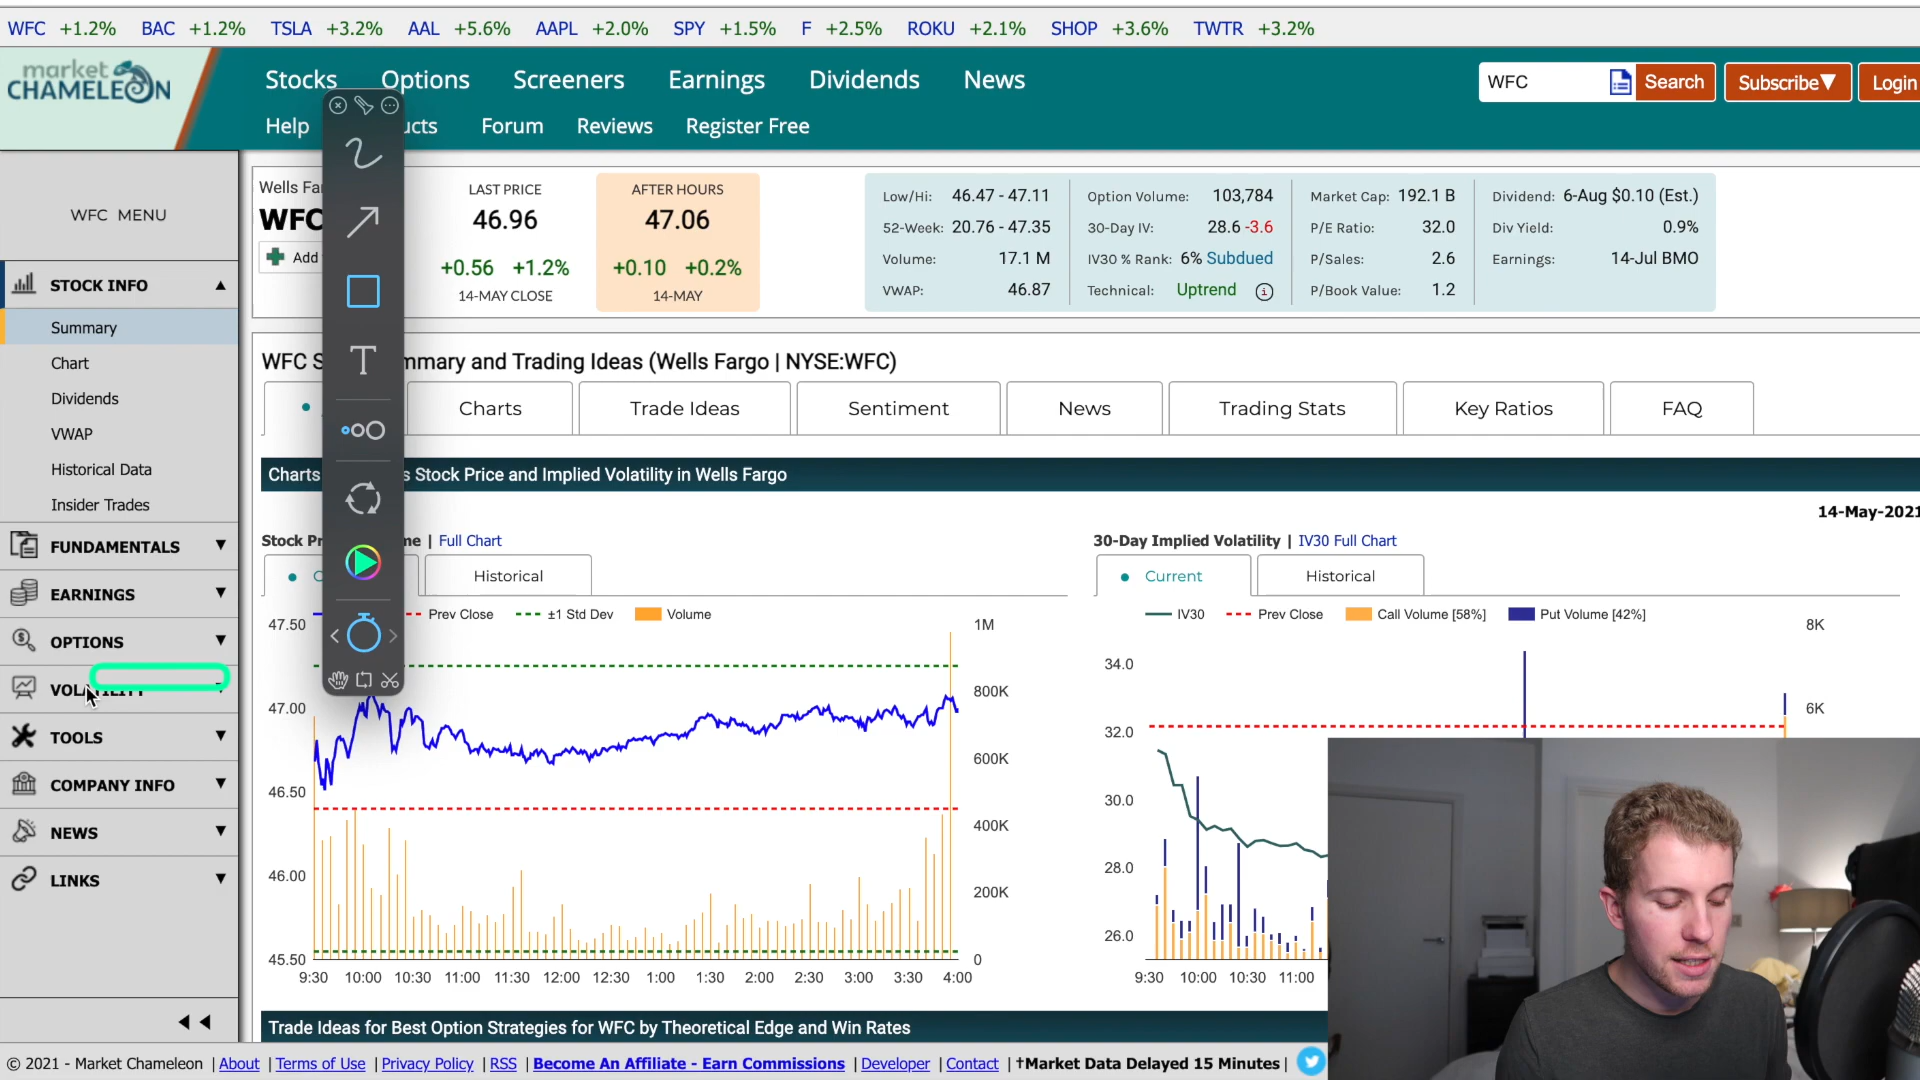 WFC +1.2% BAC +1.2% TSLA +3.2% AAL +5.6% AAPL +2.0% SPY +1.5% F +2.5% ROKU +2.1% SHOP +3.6% TWTR +3.2%
market
CHAMELEON
Stocks Options Screeners Earnings Dividends News
Help Forum Reviews Register Free
WFC Search Subscribe▼ Login
WFC MENU
STOCK INFO ▲
Summary
Chart
Dividends
VWAP
Historical Data
Insider Trades
FUNDAMENTALS ▼
EARNINGS ▼
OPTIONS ▼
VOLATILITY
TOOLS ▼
COMPANY INFO ▼
NEWS ▼
LINKS ▼
Wells
WFC
Add
LAST PRICE
46.96
+0.56 +1.2%
14-MAY CLOSE
AFTER HOURS
47.06
+0.10 +0.2%
14-MAY
Low/Hi: 46.47 - 47.11
52-Week: 20.76 - 47.35
Volume: 17.1 M
VWAP: 46.87
Option Volume: 103,784
30-Day IV: 28.6 -3.6
IV30 % Rank: 6% Subdued
Technical: Uptrend
Market Cap: 192.1 B
P/E Ratio: 32.0
P/Sales: 2.6
P/Book Value: 1.2
Dividend: 6-Aug $0.10 (Est.)
Div Yield: 0.9%
Earnings: 14-Jul BMO
WFC Summary and Trading Ideas (Wells Fargo | NYSE:WFC)
Charts Trade Ideas Sentiment News Trading Stats Key Ratios FAQ
Charts Stock Price and Implied Volatility in Wells Fargo
14-May-2021
Stock | Full Chart
Historical
Prev Close ±1 Std Dev Volume
47.50
47.00
46.50
46.00
45.50
1M
800K
600K
400K
200K
0
9:30 10:00 10:30 11:00 11:30 12:00 12:30 1:00 1:30 2:00 2:30 3:00 3:30 4:00
30-Day Implied Volatility | IV30 Full Chart
Current Historical
IV30 Prev Close Call Volume [58%] Put Volume [42%]
34.0
32.0
30.0
28.0
26.0
8K
6K
9:30 10:00 10:30 11:00
Trade Ideas for Best Option Strategies for WFC by Theoretical Edge and Win Rates
© 2021 - Market Chameleon | About | Terms of Use | Privacy Policy | RSS | Become An Affiliate - Earn Commissions | Developer | Contact | †Market Data Delayed 15 Minutes |
T